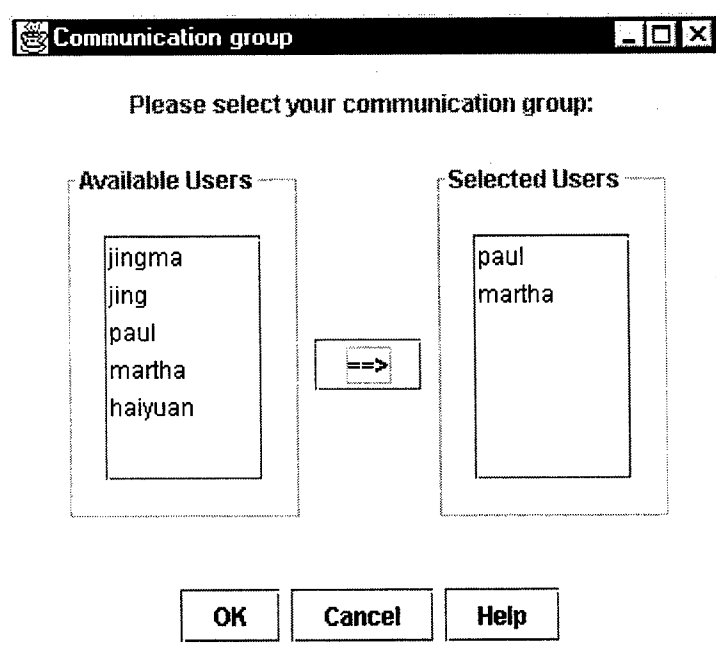 Communication group
Please select your communication group:
Available Users
jingma
jing
paul
martha
haiyuan
==>
Selected Users
paul
martha
OK Cancel Help